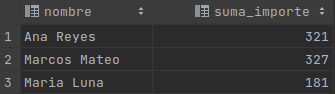 nombre suma_importe
1 Ana Reyes 321
2 Marcos Mateo 327
3 Maria Luna 181